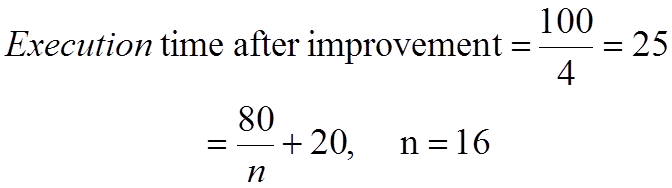 Execution time after improvement = 100/4 = 25
= 80/n + 20, n = 16